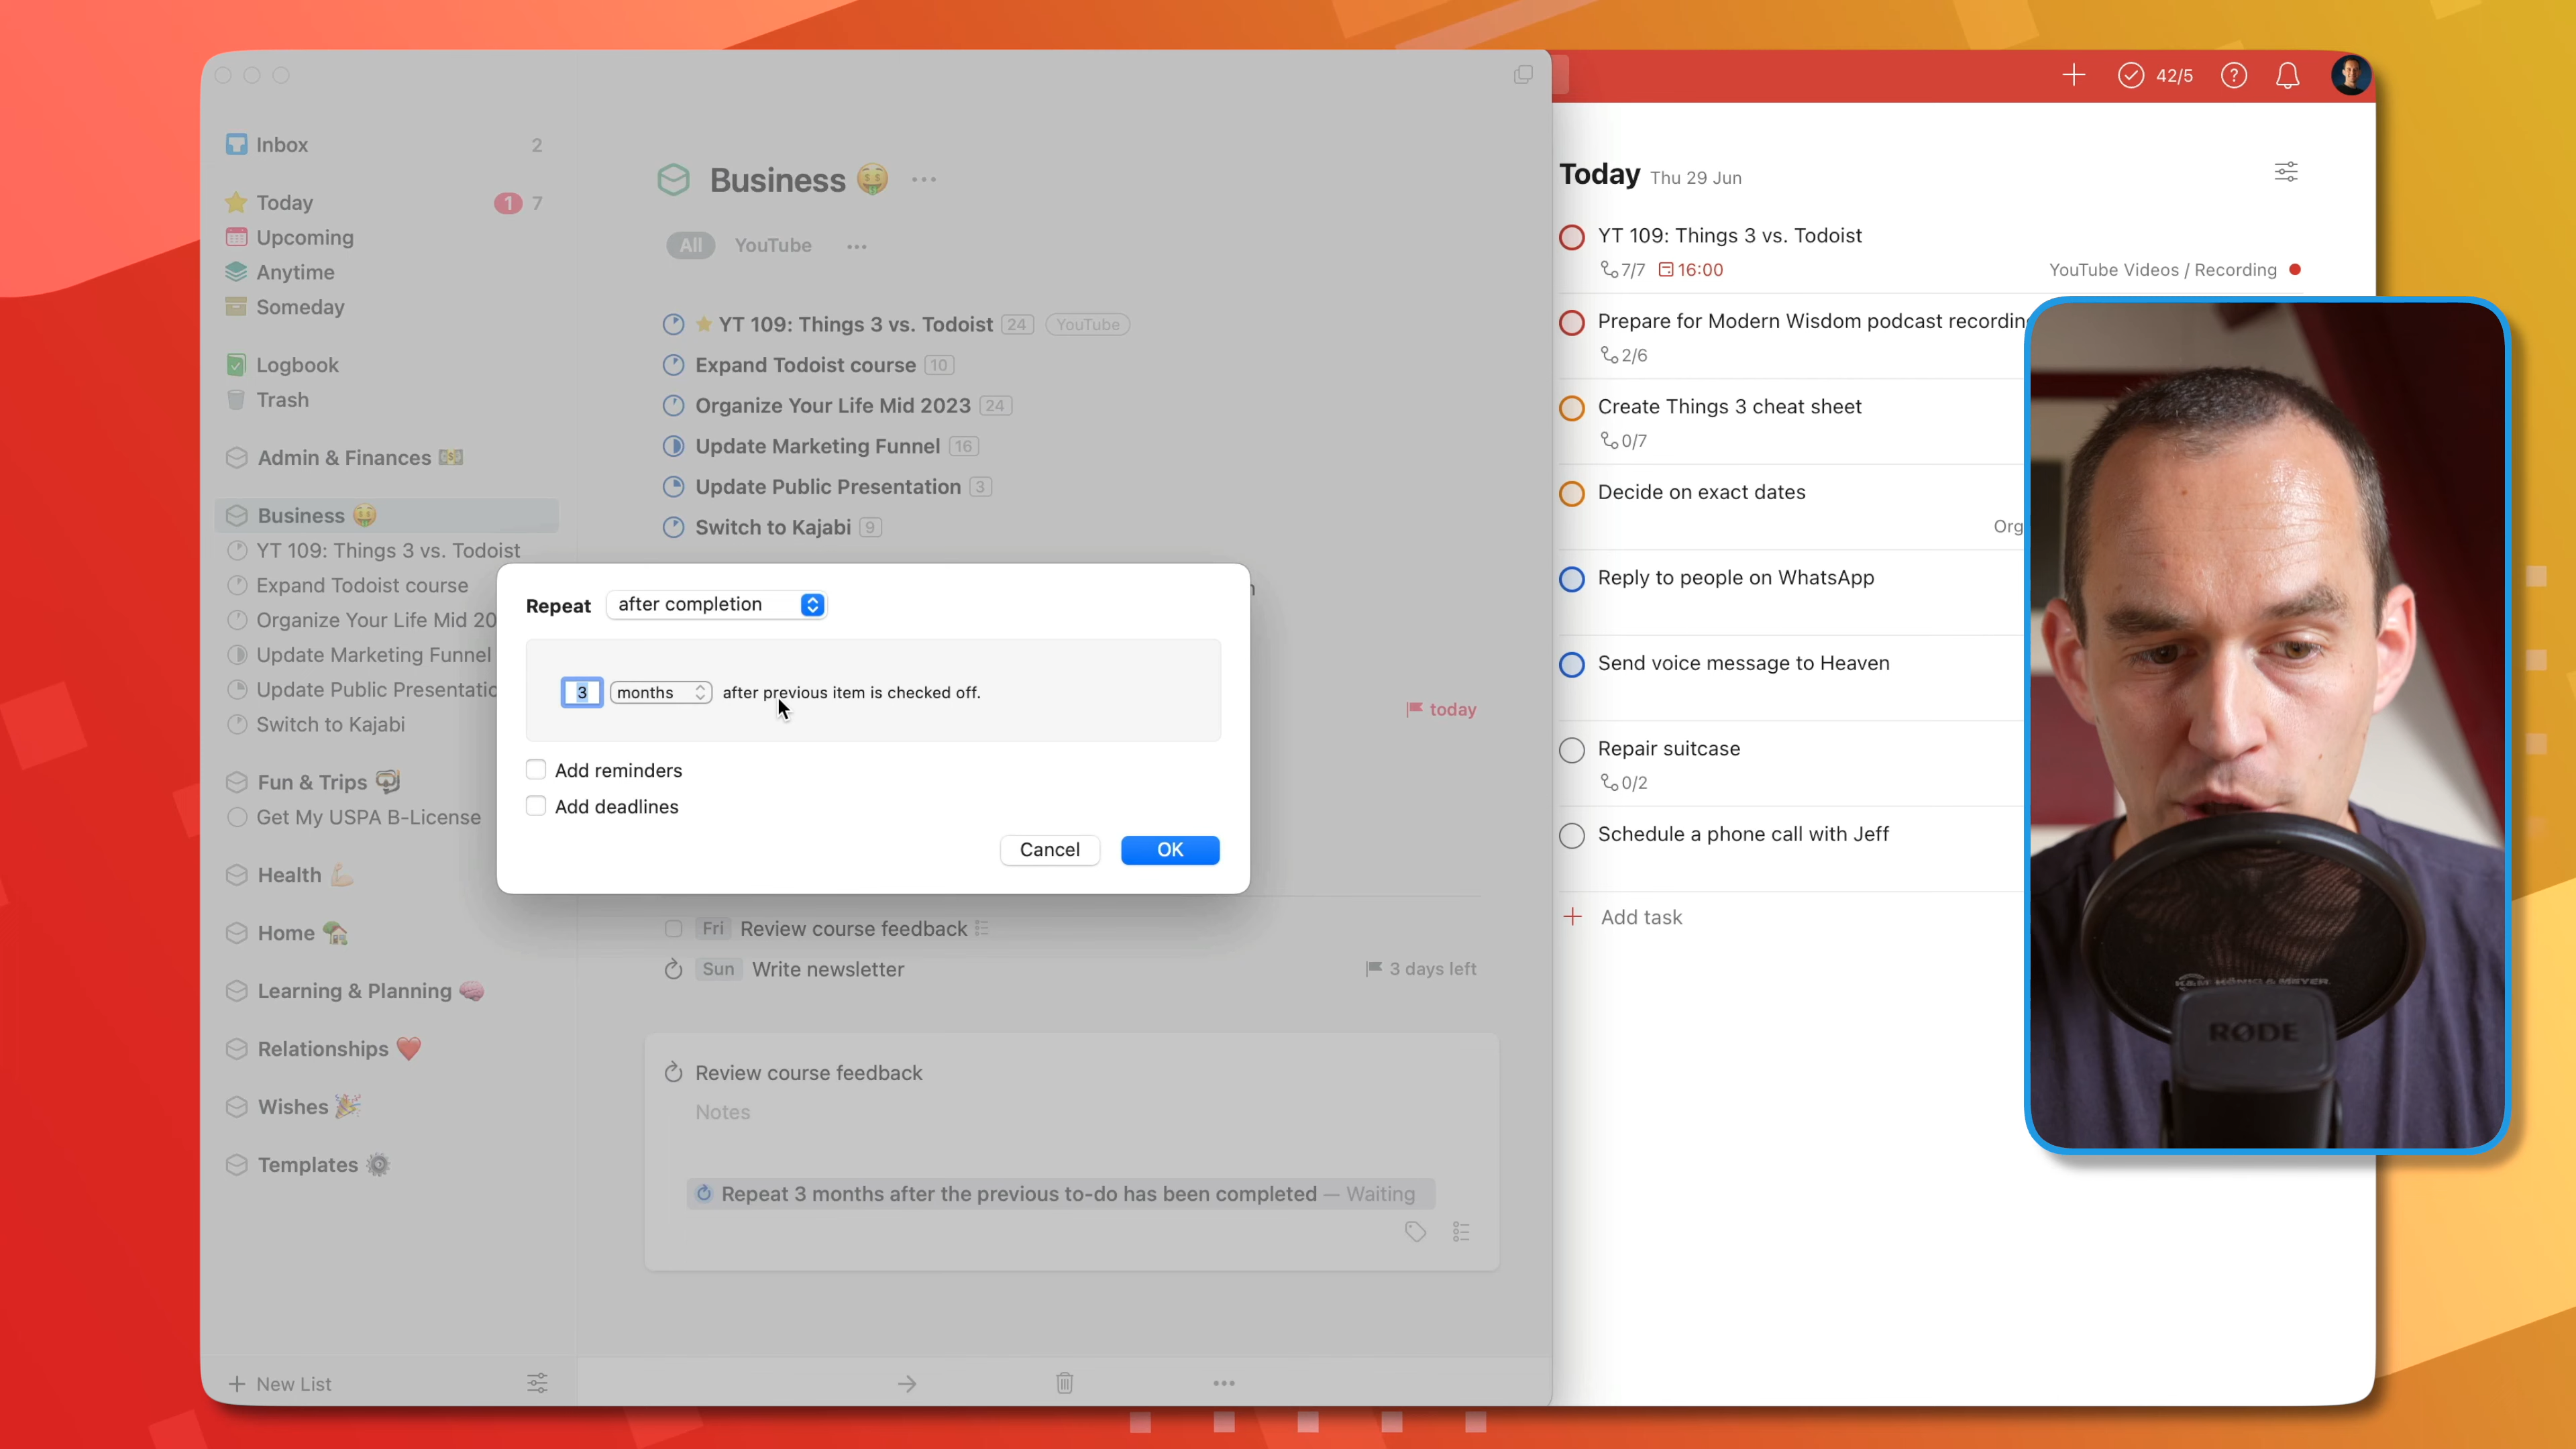 Inbox 2
Today 1 7
Upcoming
Anytime
Someday
Logbook
Trash
Admin & Finances
Business
YT 109: Things 3 vs. Todoist
Expand Todoist course
Organize Your Life Mid 20
Update Marketing Funnel
Update Public Presentatio
Switch to Kajabi
Fun & Trips
Get My USPA B-License
Health
Home
Learning & Planning
Relationships
Wishes
Templates
New List
Business
All YouTube
YT 109: Things 3 vs. Todoist 24 YouTube
Expand Todoist course 10
Organize Your Life Mid 2023 24
Update Marketing Funnel 16
Update Public Presentation 3
Switch to Kajabi 9
today
Repeat after completion
3 months after previous item is checked off.
Add reminders
Add deadlines
Cancel OK
Fri Review course feedback
Sun Write newsletter 3 days left
Review course feedback
Notes
Repeat 3 months after the previous to-do has been completed — Waiting
42/5
Today Thu 29 Jun
YT 109: Things 3 vs. Todoist
7/7 16:00 YouTube Videos / Recording
Prepare for Modern Wisdom podcast recording
2/6
Create Things 3 cheat sheet
0/7
Decide on exact dates
Org
Reply to people on WhatsApp
Send voice message to Heaven
Repair suitcase
0/2
Schedule a phone call with Jeff
Add task
K&M KÖNIG & MEYER
RØDE